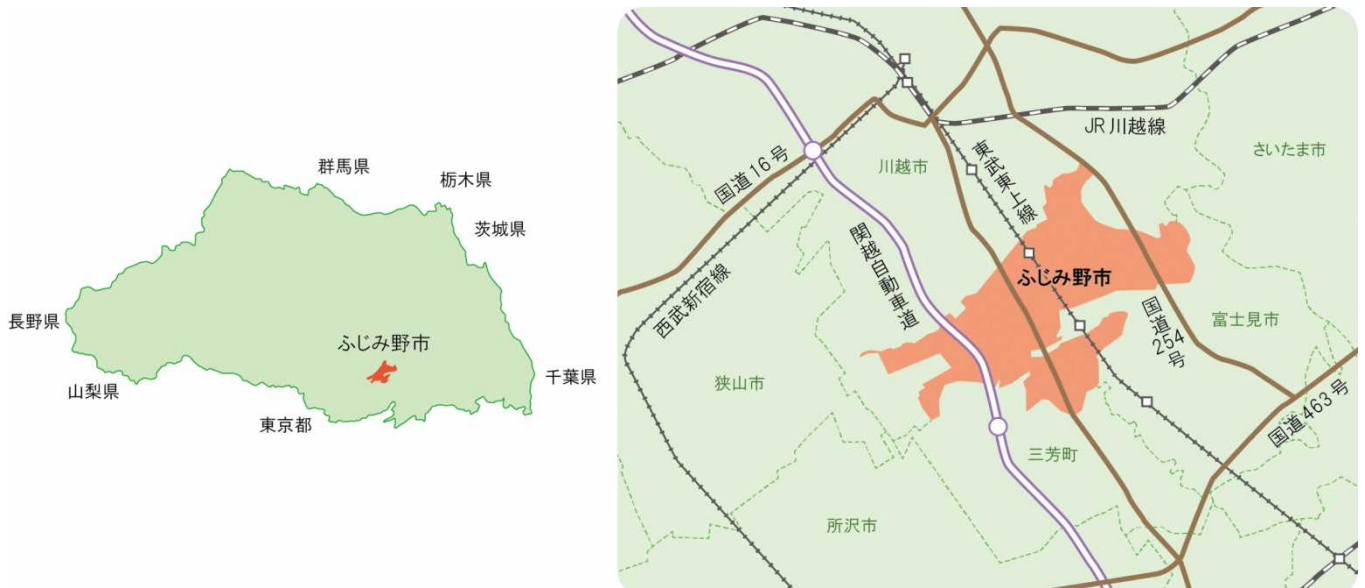 群馬県
栃木県
茨城県
長野県
ふじみ野市
千葉県
山梨県
東京都
JR川越線
さいたま市
川越市
国道16号
東武東上線
関越自動車道
ふじみ野市
西武新宿線
国道254号
富士見市
狭山市
国道463号
三芳町
所沢市